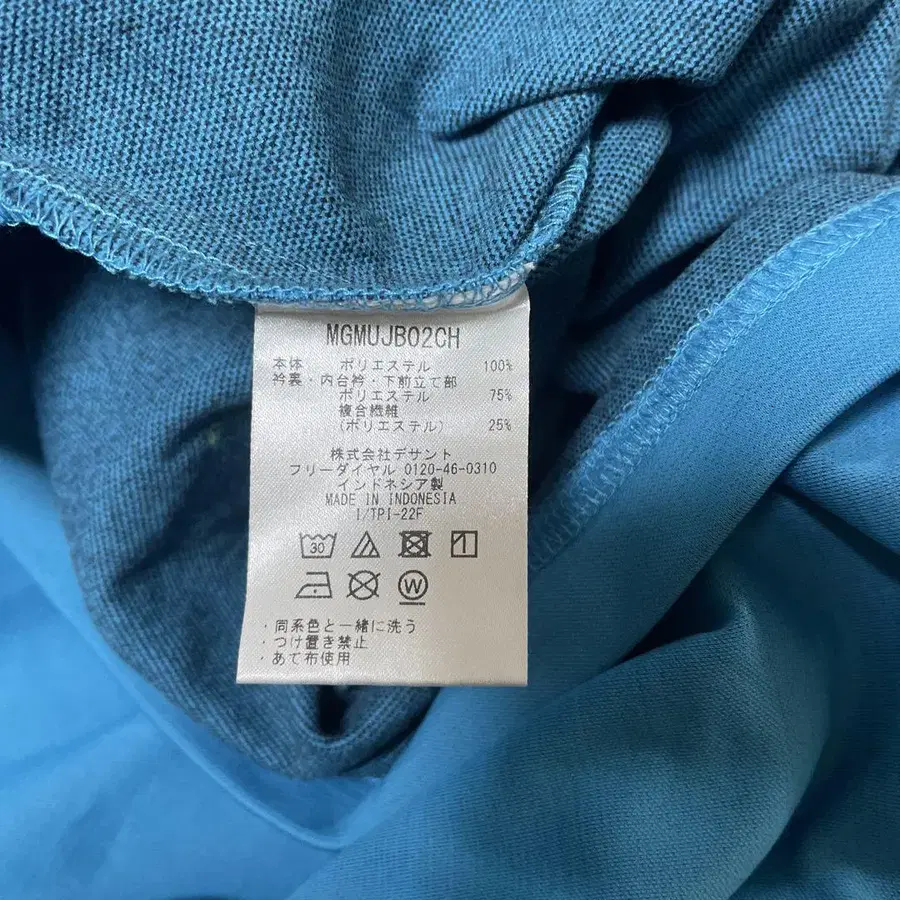 MGMUJB02CH
本体 ポリエステル 100%
衿裏・内台衿・下前立て部
ポリエステル 75%
複合繊維
(ポリエステル) 25%
株式会社デサント
フリーダイヤル 0120-46-0310
インドネシア製
MADE IN INDONESIA
I/TPI-22F
30
W
・同系色と一緒に洗う
・つけ置き禁止
・あて布使用